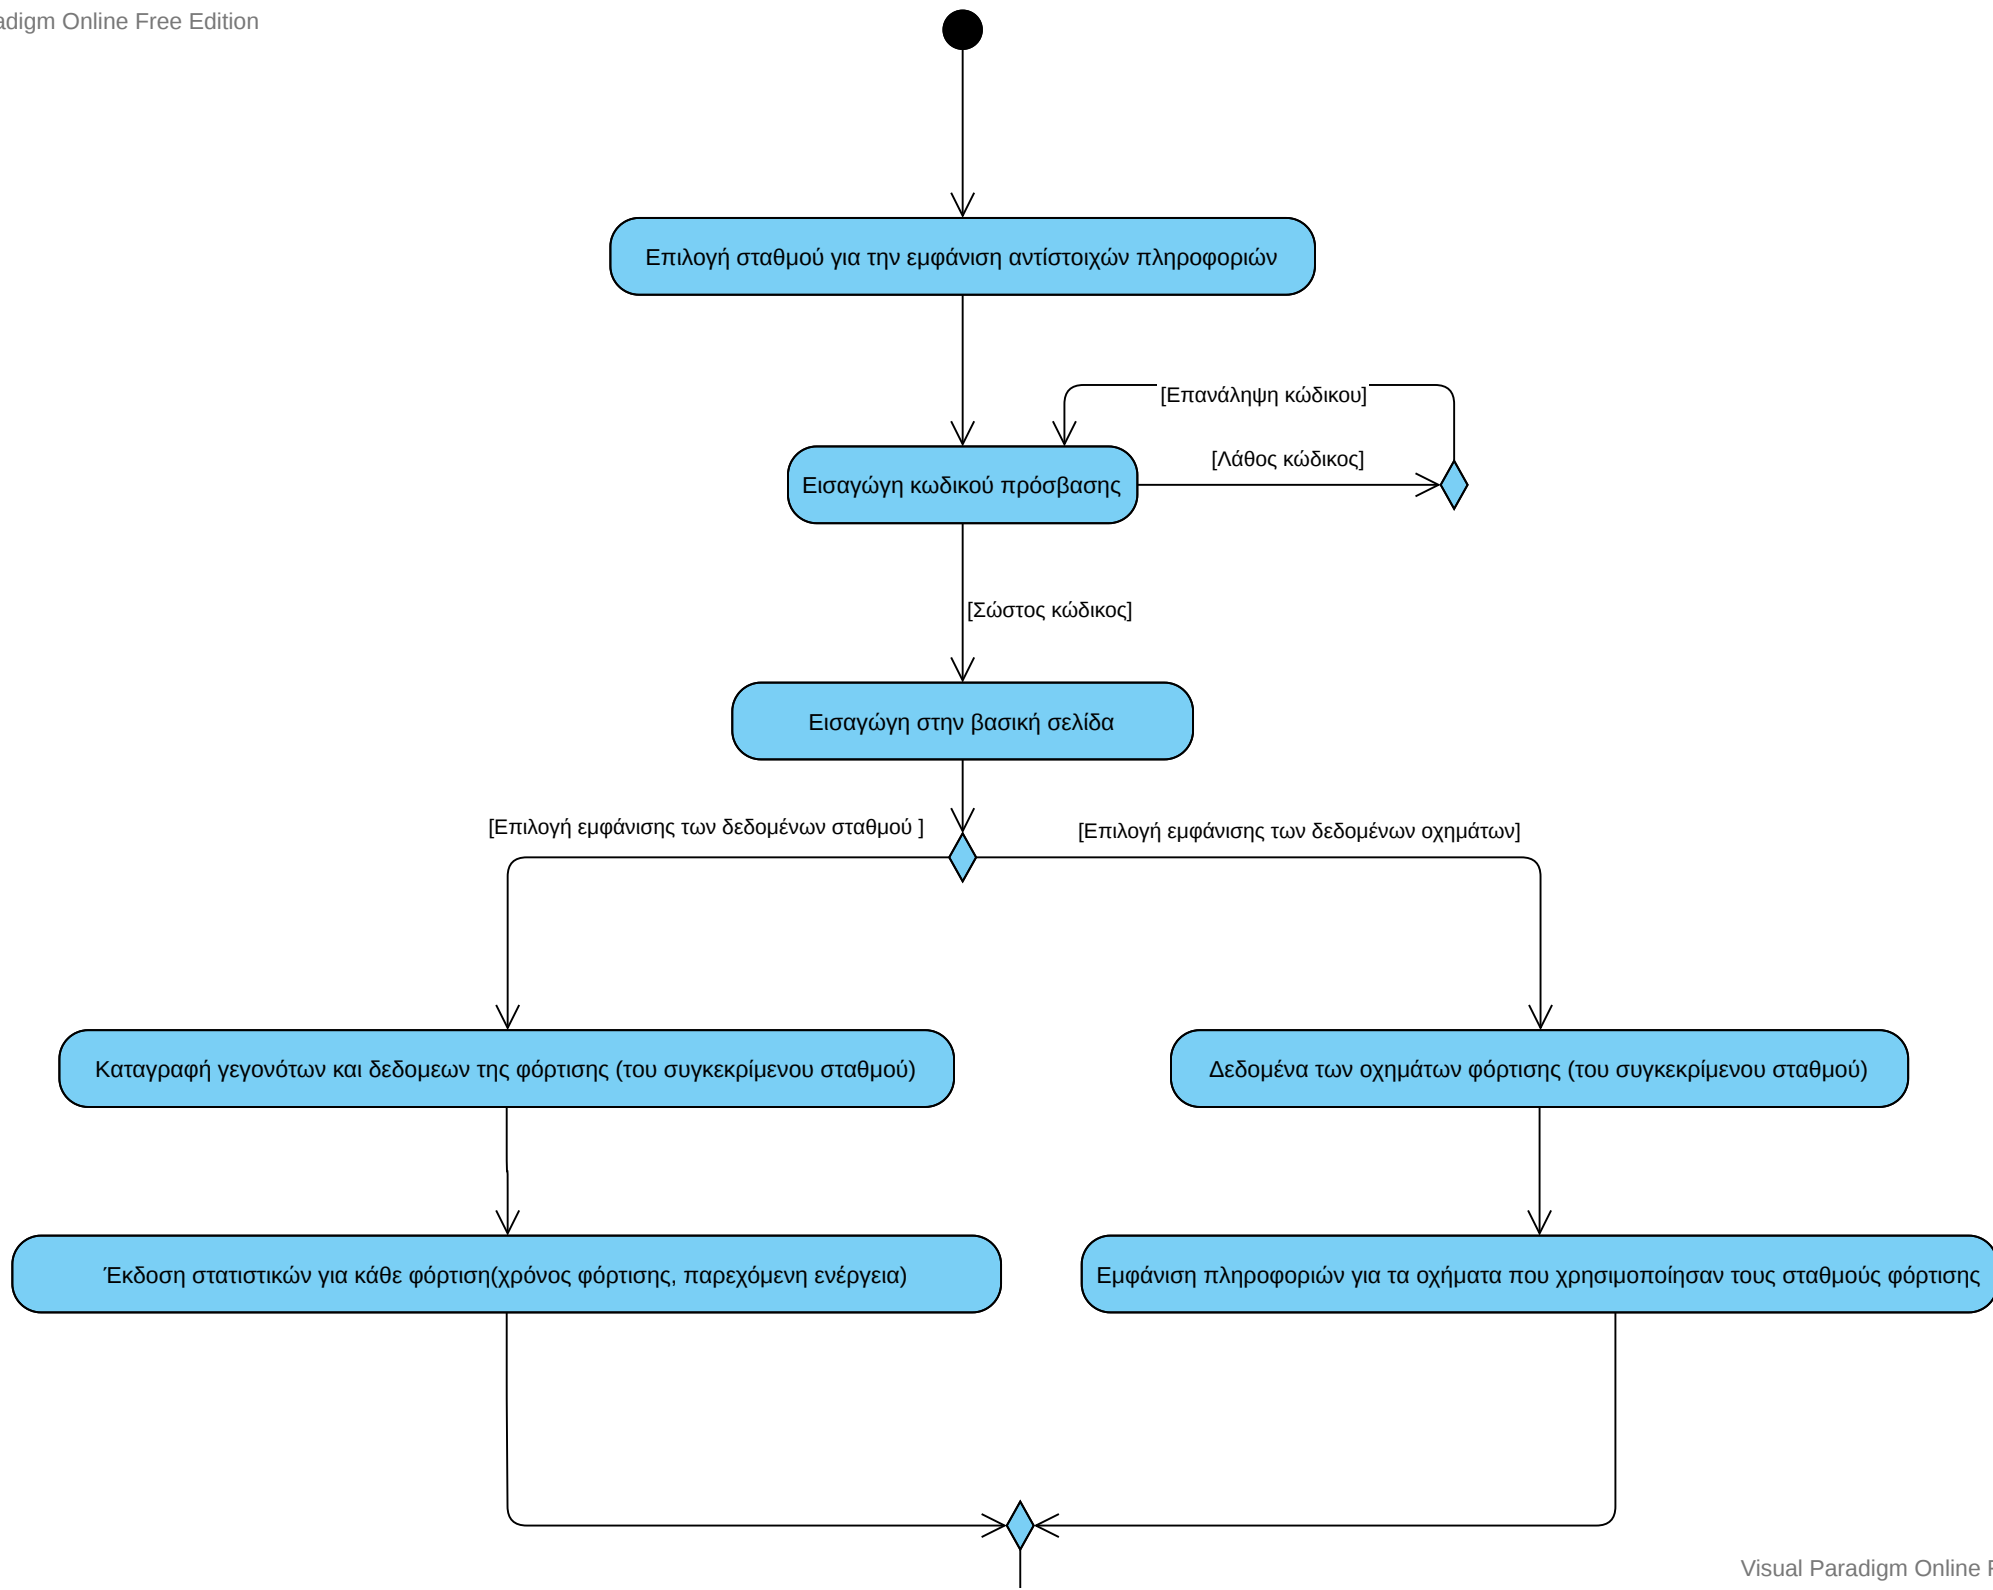 adigm Online Free Edition
Επιλογή σταθμού για την εμφάνιση αντίστοιχών πληροφοριών
[Επανάληψη κώδικου]
[Λάθος κώδικος]
Εισαγώγη κωδικού πρόσβασης
[Σώστος κώδικος]
Εισαγώγη στην βασική σελίδα
[Επιλογή εμφάνισης των δεδομένων σταθμού ]
[Επιλογή εμφάνισης των δεδομένων οχημάτων]
Καταγραφή γεγονότων και δεδομεων της φόρτισης (του συγκεκρίμενου σταθμού)
Δεδομένα των οχημάτων φόρτισης (του συγκεκρίμενου σταθμού)
Έκδοση στατιστικών για κάθε φόρτιση(χρόνος φόρτισης, παρεχόμενη ενέργεια)
Εμφάνιση πληροφοριών για τα οχήματα που χρησιμοποίησαν τους σταθμούς φόρτισης
Visual Paradigm Online F